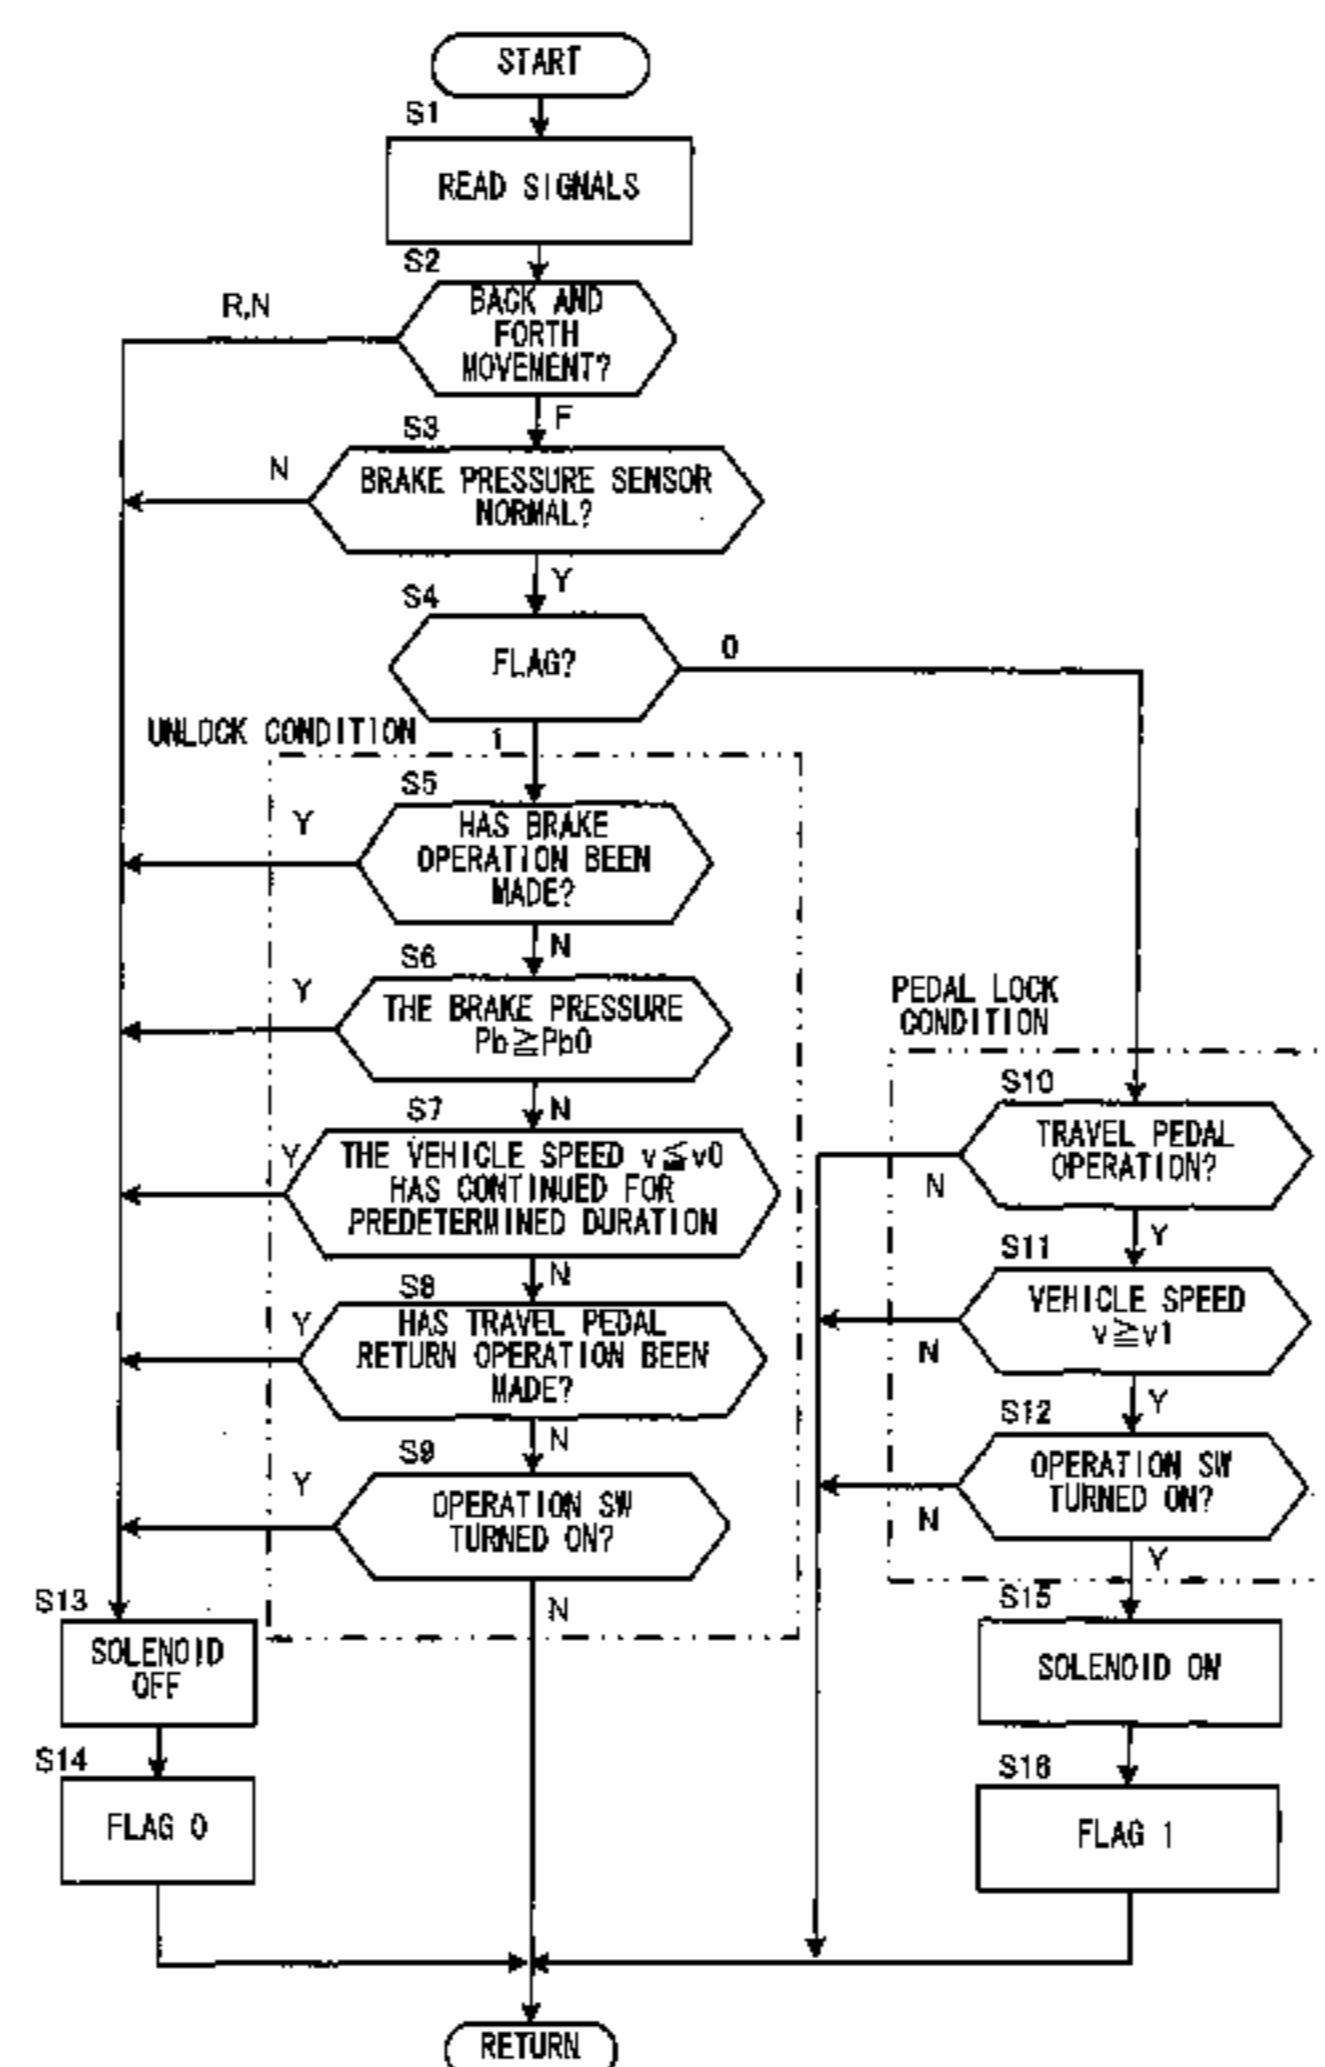 START
S1
READ SIGNALS
S2
R,N
BACK AND
FORTH
MOVEMENT?
F
S3
N
BRAKE PRESSURE SENSOR
NORMAL?
Y
S4
FLAG?
0
1
UNLOCK CONDITION
S5
Y
HAS BRAKE
OPERATION BEEN
MADE?
N
S6
Y
THE BRAKE PRESSURE
Pb≧Pb0
N
S7
Y
THE VEHICLE SPEED v≦v0
HAS CONTINUED FOR
PREDETERMINED DURATION
N
S8
Y
HAS TRAVEL PEDAL
RETURN OPERATION BEEN
MADE?
N
S9
Y
OPERATION SW
TURNED ON?
N
PEDAL LOCK
CONDITION
S10
TRAVEL PEDAL
OPERATION?
N
Y
S11
VEHICLE SPEED
v≧v1
N
Y
S12
OPERATION SW
TURNED ON?
N
Y
S13
SOLENOID
OFF
S14
FLAG 0
S15
SOLENOID ON
S16
FLAG 1
RETURN